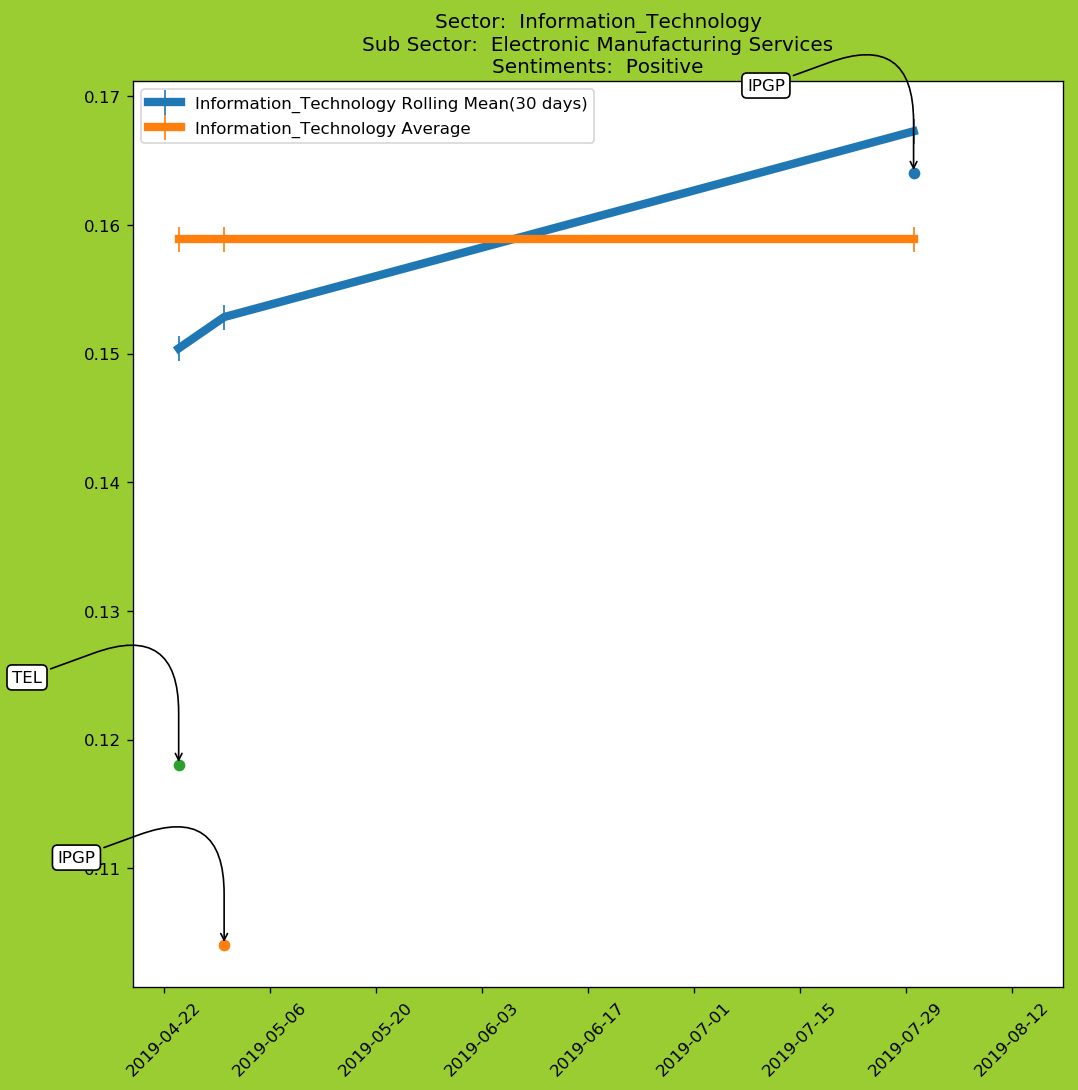 Sector:  Information_Technology
Sub Sector:  Electronic Manufacturing Services
Sentiments:  Positive
IPGP
Information_Technology Rolling Mean(30 days)
Information_Technology Average
0.17
0.16
0.15
0.14
0.13
TEL
0.12
IPGP
0.11
2019-04-22
2019-05-06
2019-05-20
2019-06-03
2019-06-17
2019-07-01
2019-07-15
2019-07-29
2019-08-12